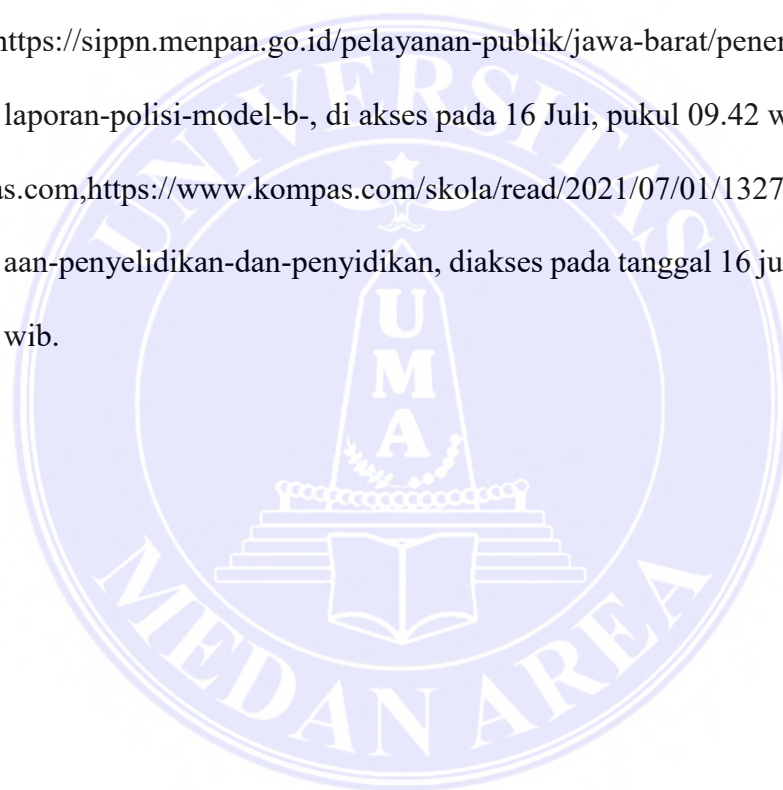 https://sippn.menpan.go.id/pelayanan-publik/jawa-barat/pener
laporan-polisi-model-b-, di akses pada 16 Juli, pukul 09.42 w
as.com,https://www.kompas.com/skola/read/2021/07/01/1327
aan-penyelidikan-dan-penyidikan, diakses pada tanggal 16 ju
wib.
UNIVERSITAS
UMA
MEDAN AREA